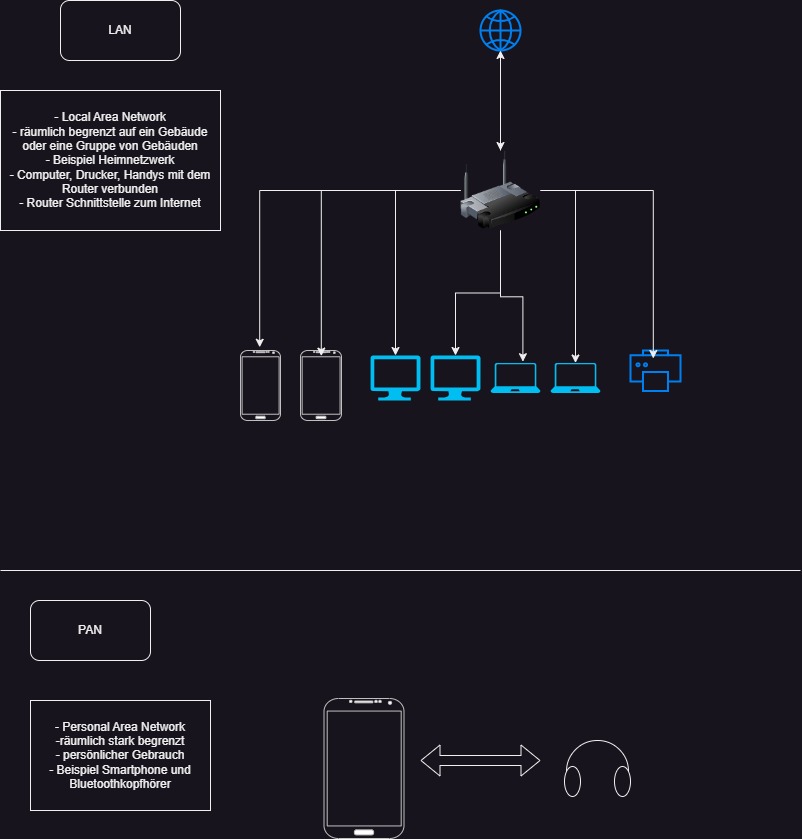 LAN
- Local Area Network
- räumlich begrenzt auf ein Gebäude
oder eine Gruppe von Gebäuden
- Beispiel Heimnetzwerk
- Computer, Drucker, Handys mit dem
Router verbunden
- Router Schnittstelle zum Internet
PAN
- Personal Area Network
-räumlich stark begrenzt
- persönlicher Gebrauch
- Beispiel Smartphone und
Bluetoothkopfhörer